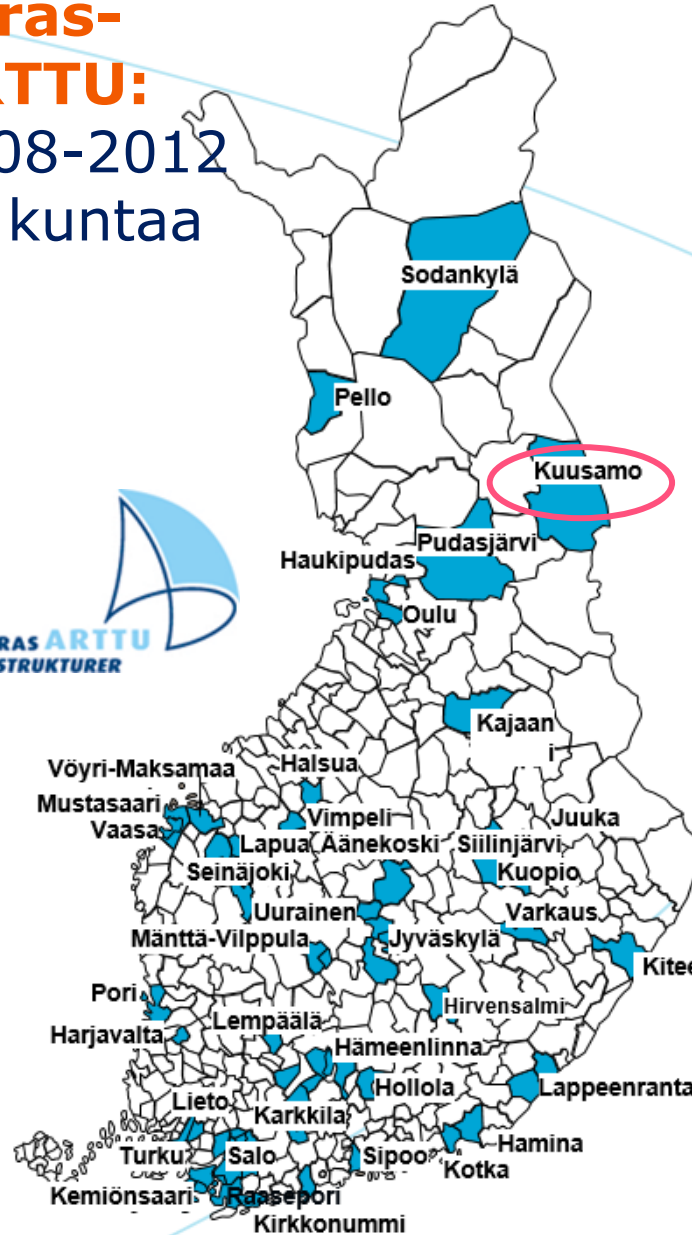 ras-
RTTU:
08-2012
kuntaa
Sodankylä
Pello
Kuusamo
Pudasjärvi
Haukipudas
Oulu
RAS ARTTU
STRUKTURER
Kajaan
i
Halsua
Vöyri-Maksamaa
Mustasaari
Vimpeli
Juuka
Vaasa
Lapua
Äänekoski
Siilinjärvi
Seinäjoki
Kuopio
Uurainen
Varkaus
Mänttä-Vilppula
Jyväskylä
Kitee
Pori
Hirvensalmi
Lempäälä
Harjavalta
Hämeenlinna
Hollola
Lappeenranta
Lieto
Karkkila
Hamina
Turku
Salo
Sipoo
Kotka
Kemiönsaari
Raasepori
Kirkkonummi